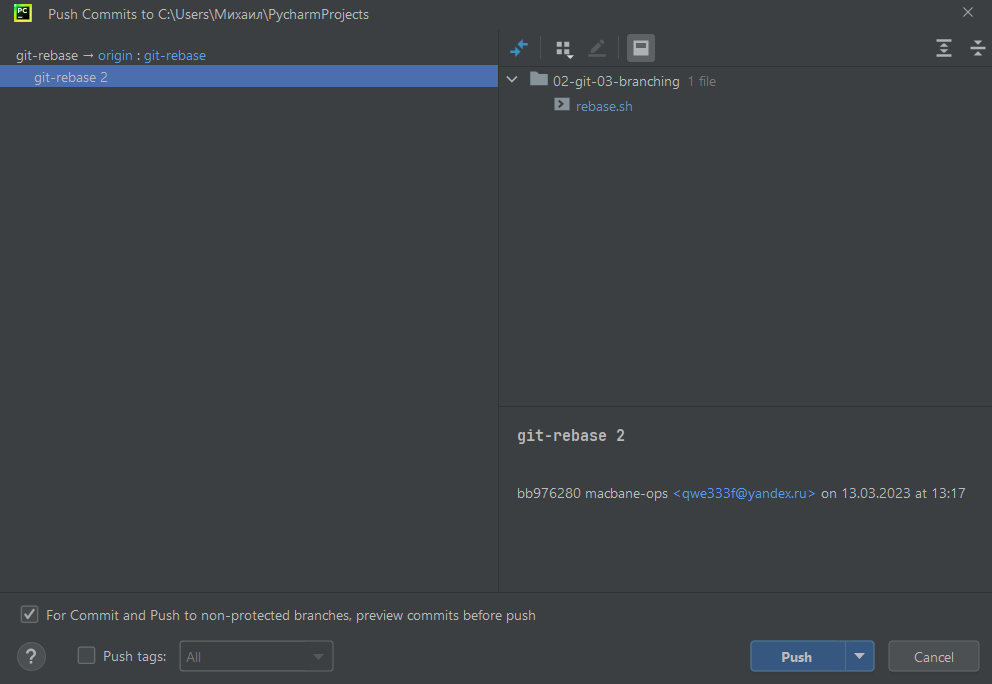 PC
Push Commits to C:\Users\Михаил\PycharmProjects
git-rebase → origin : git-rebase
git-rebase 2
02-git-03-branching 1 file
rebase.sh
git-rebase 2
bb976280 macbane-ops <qwe333f@yandex.ru> on 13.03.2023 at 13:17
For Commit and Push to non-protected branches, preview commits before push
? Push tags: All Push Cancel